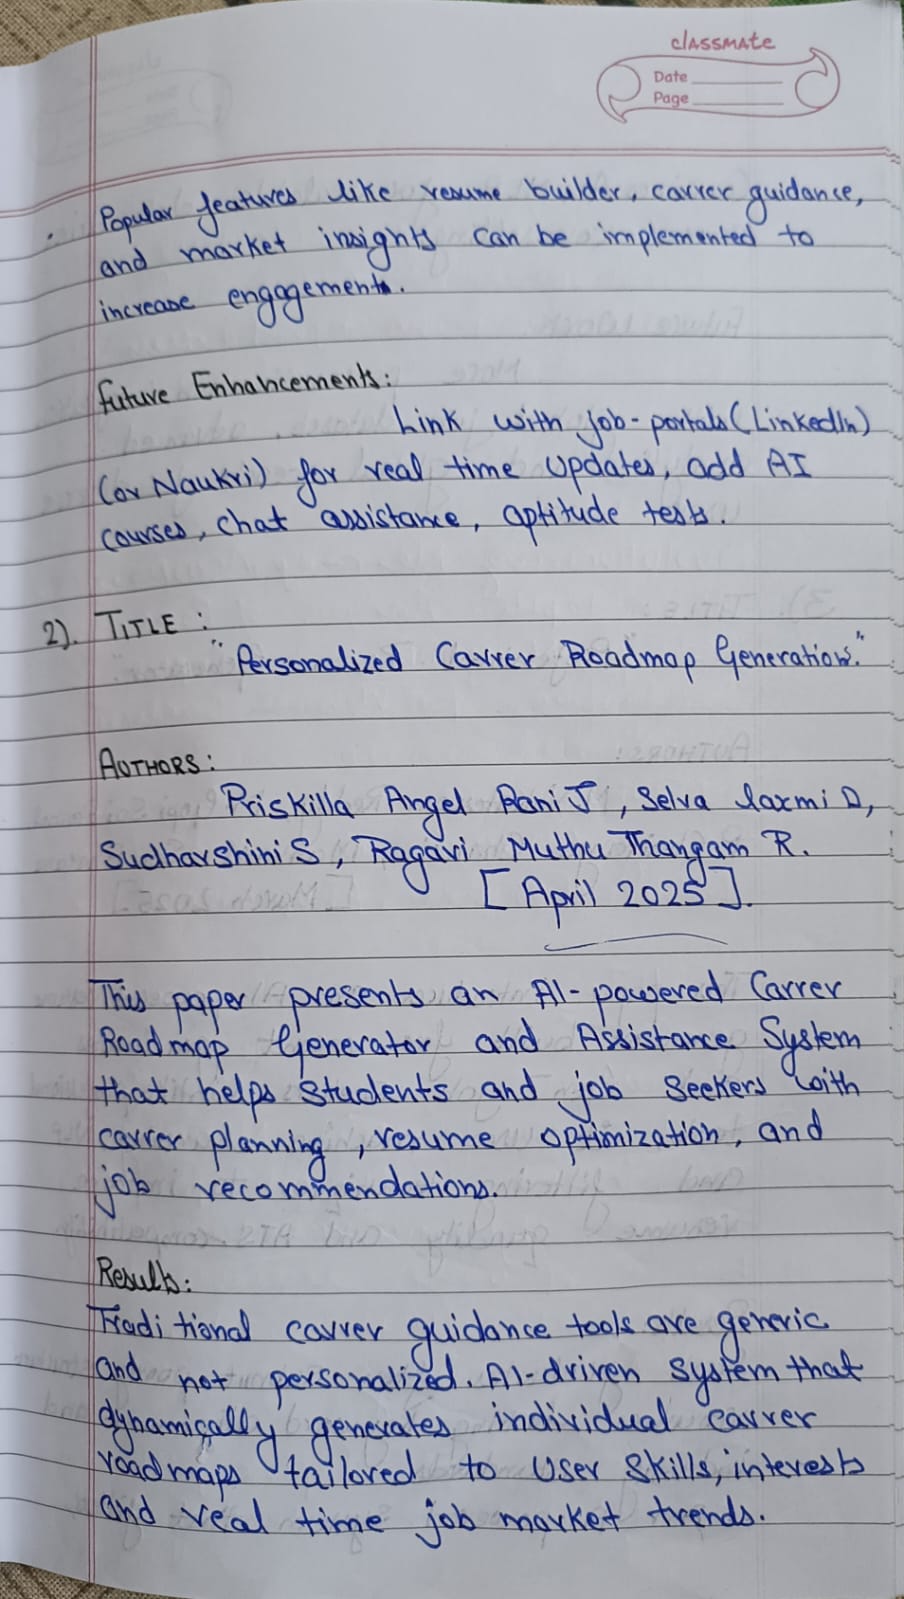 classmate
Date
Page
. Popular features like resume builder, carrer guidance,
and market insights can be implemented to
increase engagement.
Future Enhancements:
Link with job-portals (LinkedIn)
(or Naukri) for real time updates, add AI
courses, chat assistance, aptitude tests.
2). TITLE :
"Personalized Carrer Roadmap Generation."
AUTHORS:
Priskilla Angel Rani J, Selva laxmi D,
Sudharshini S, Ragavi Muthu Thangam R.
[April 2025].
This paper presents an AI-powered Carrer
Roadmap Generator and Assistance System
that helps students and job seekers with
carrer planning, resume optimization, and
job recommendations.
Results:
Traditional carrer guidance tools are generic
and not personalized. AI-driven system that
dynamically generates individual carrer
roadmaps tailored to user skills, interests
and real time job market trends.